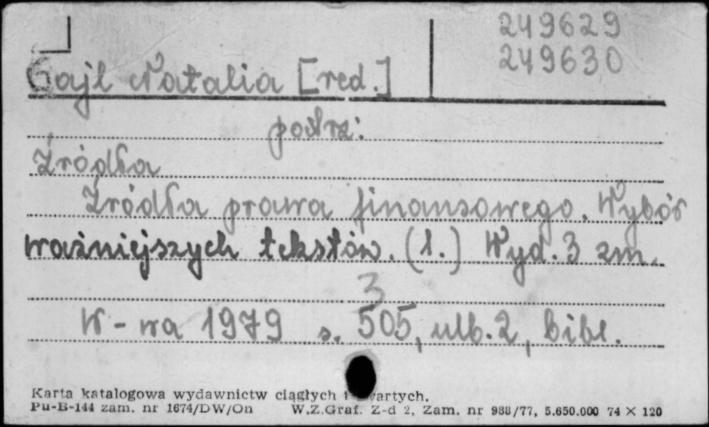 249629
249630
Gajl Natalia [red.]
podrz:
Źródła
Źródła prawa finansowego. Wybór
ważniejszych tekstów. (1.) Wyd. 3 zm.
3
W-wa 1979 s. 505, ulb. 2, bibl.
Karta katalogowa wydawnictw ciągłych i zwartych.
Pu-B-144 zam. nr 1674/DW/On W.Z.Graf. Z-d 2, Zam. nr 988/77, 5.650.000 74 × 120